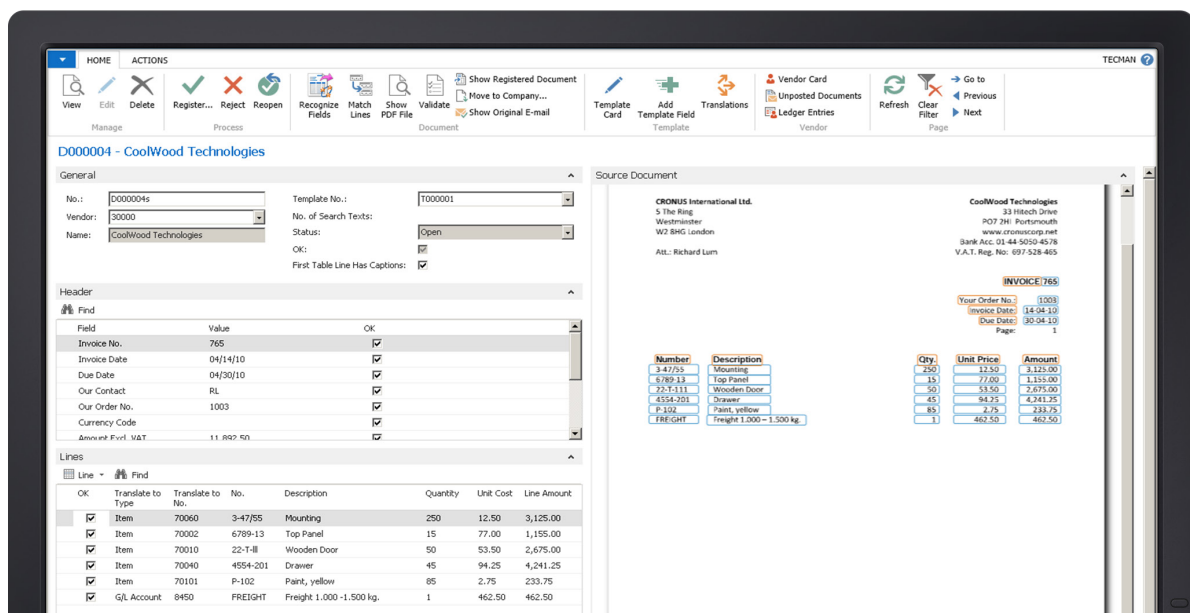 HOME ACTIONS TECMAN
View Edit Delete Register... Reject Reopen Recognize Fields Match Lines Show PDF File Validate Show Registered Document
Move to Company...
Show Original E-mail
Template Card Add Template Field Translations Vendor Card
Unposted Documents
Ledger Entries
Refresh Clear Filter Go to
Previous
Next
Manage Process Document Template Vendor Page
D000004 - CoolWood Technologies
General
No.: D000004s Template No.: T000001
Vendor: 30000 No. of Search Texts:
Name: CoolWood Technologies Status: Open
OK:
First Table Line Has Captions:
Header
Find
Field Value OK
Invoice No. 765
Invoice Date 04/14/10
Due Date 04/30/10
Our Contact RL
Our Order No. 1003
Currency Code
Amount Excl. VAT 11,892.50
Lines
Line Find
OK Translate to Type Translate to No. No. Description Quantity Unit Cost Line Amount
Item 70060 3-47/55 Mounting 250 12.50 3,125.00
Item 70002 6789-13 Top Panel 15 77.00 1,155.00
Item 70010 22-T-lll Wooden Door 50 53.50 2,675.00
Item 70040 4554-201 Drawer 45 94.25 4,241.25
Item 70101 P-102 Paint, yellow 85 2.75 233.75
G/L Account 8450 FREIGHT Freight 1.000 -1.500 kg. 1 462.50 462.50
Source Document
CRONUS International Ltd. CoolWood Technologies
5 The Ring 33 Hitech Drive
Westminster PO7 2HI Portsmouth
W2 8HG London www.cronuscorp.net
Bank Acc. 01-44-5050-4578
Att.: Richard Lum V.A.T. Reg. No: 697-528-465
INVOICE 765
Your Order No.: 1003
Invoice Date: 14-04-10
Due Date: 30-04-10
Page: 1
Number Description Qty. Unit Price Amount
3-47/55 Mounting 250 12.50 3,125.00
6789-13 Top Panel 15 77.00 1,155.00
22-T-111 Wooden Door 50 53.50 2,675.00
4554-201 Drawer 45 94.25 4,241.25
P-102 Paint, yellow 85 2.75 233.75
FREIGHT Freight 1.000 – 1.500 kg. 1 462.50 462.50